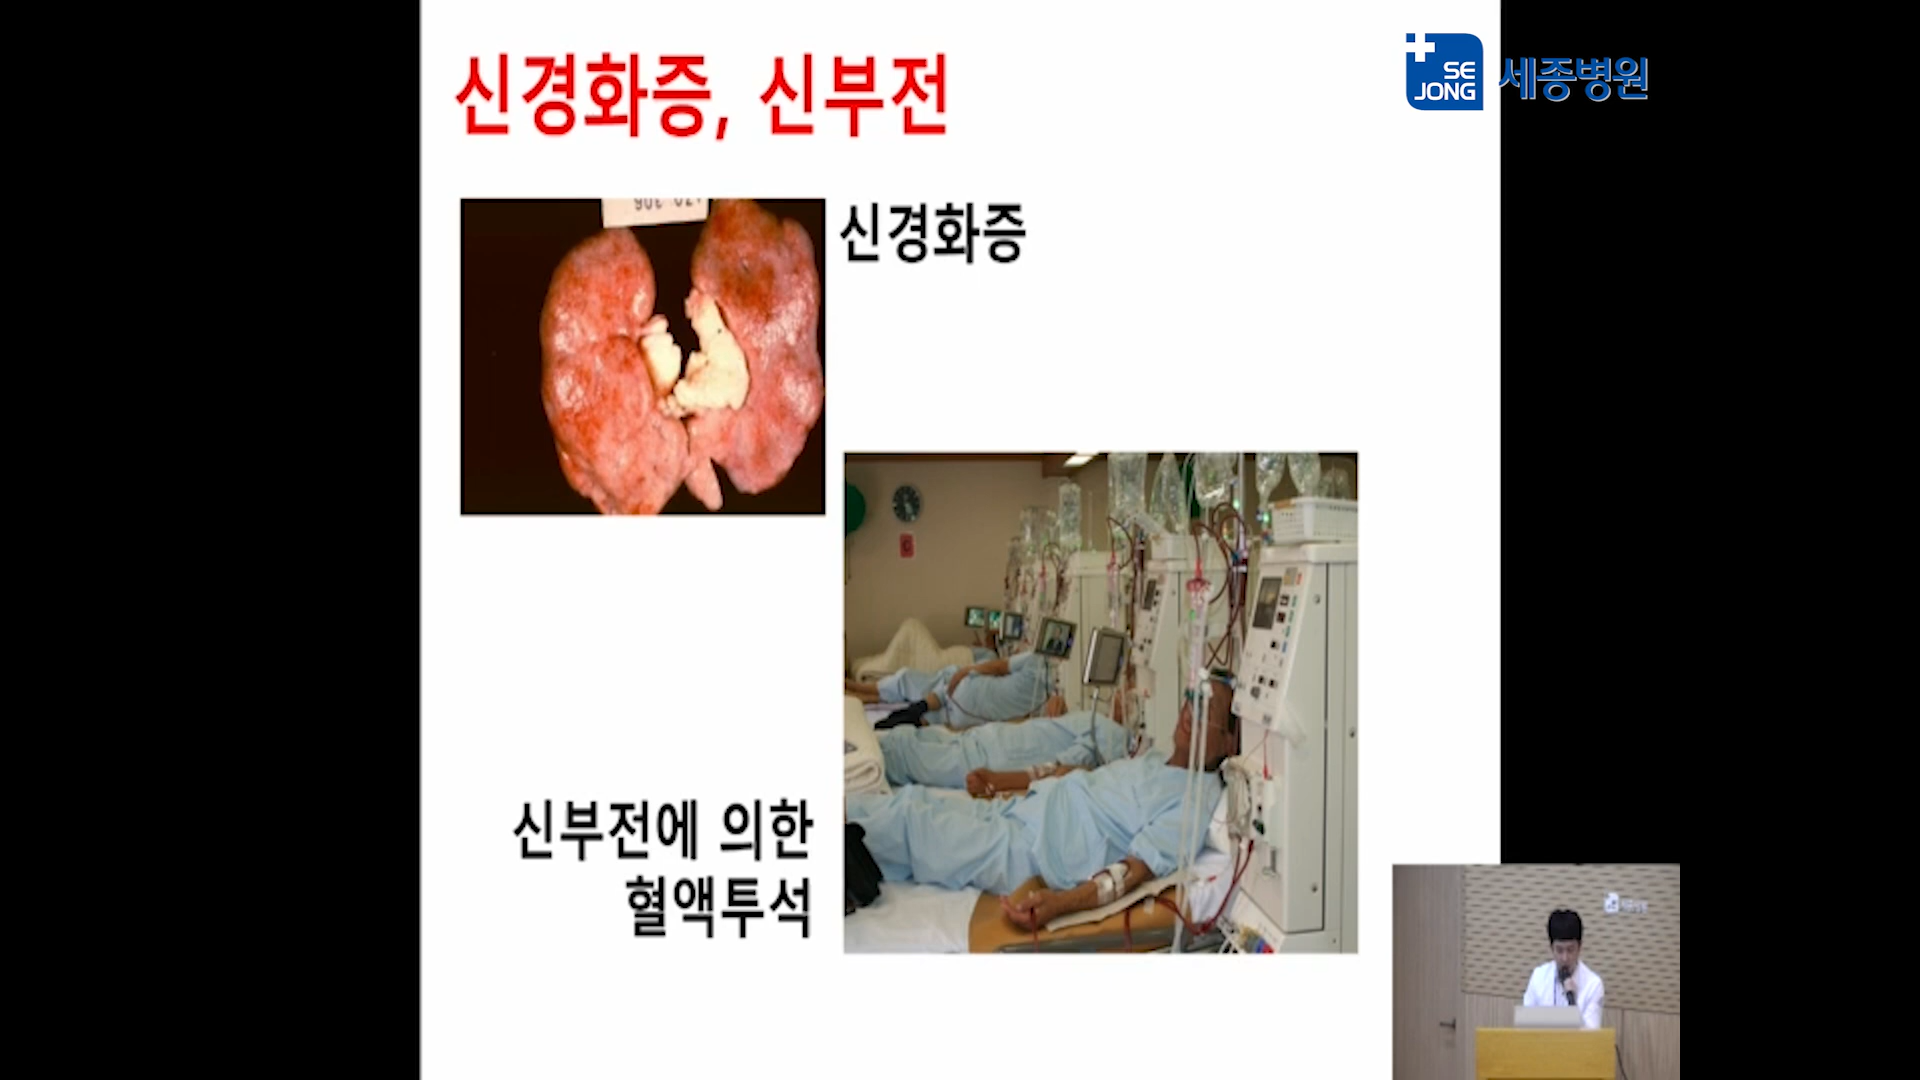 신경화증, 신부전
SE
JONG
세종병원
신경화증
신부전에 의한
혈액투석